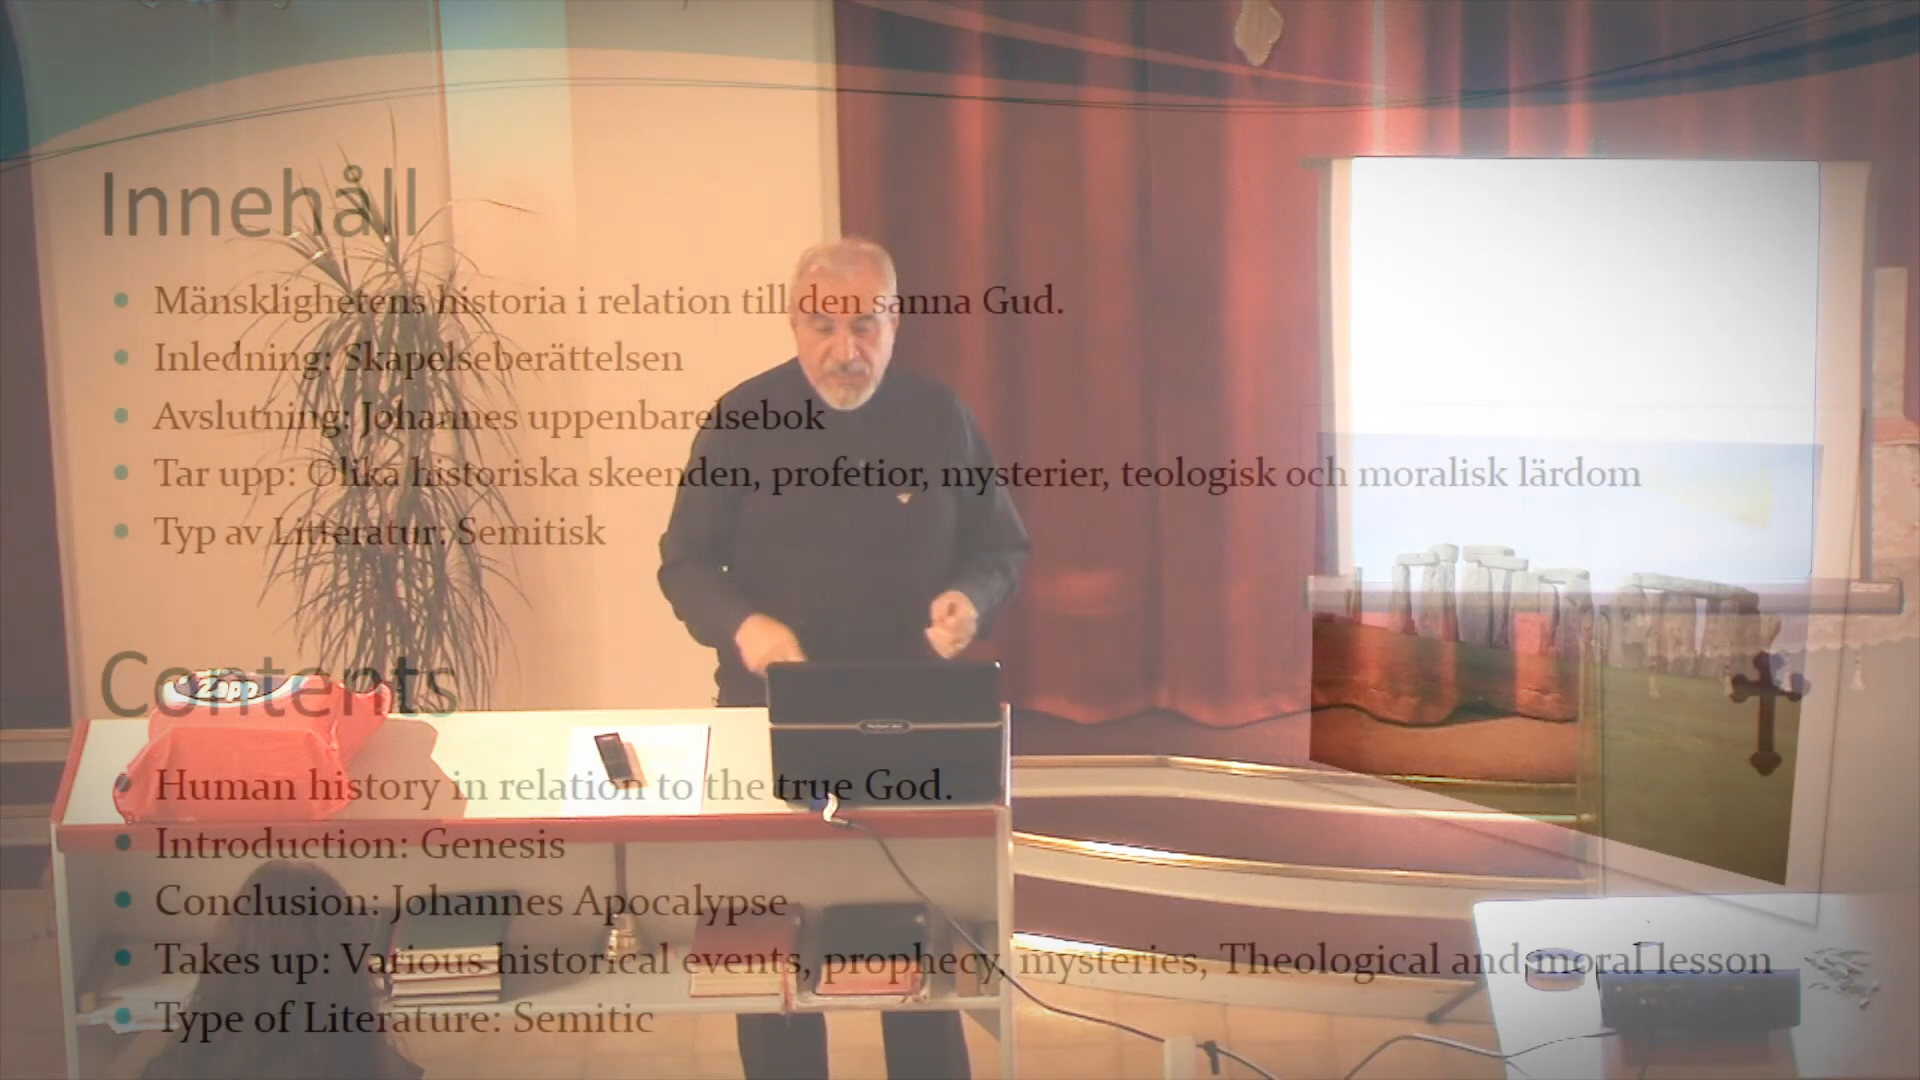 Innehåll
Mänsklighetens historia i relation till den sanna Gud.
Inledning: Skapelseberättelsen
Avslutning: Johannes uppenbarelsebok
Tar upp: Olika historiska skeenden, profetior, mysterier, teologisk och moralisk lärdom
Typ av Litteratur: Semitisk
Contents
Zapp
Human history in relation to the true God.
Introduction: Genesis
Conclusion: Johannes Apocalypse
Takes up: Various historical events, prophecy, mysteries, Theological and moral lesson
Type of Literature: Semitic